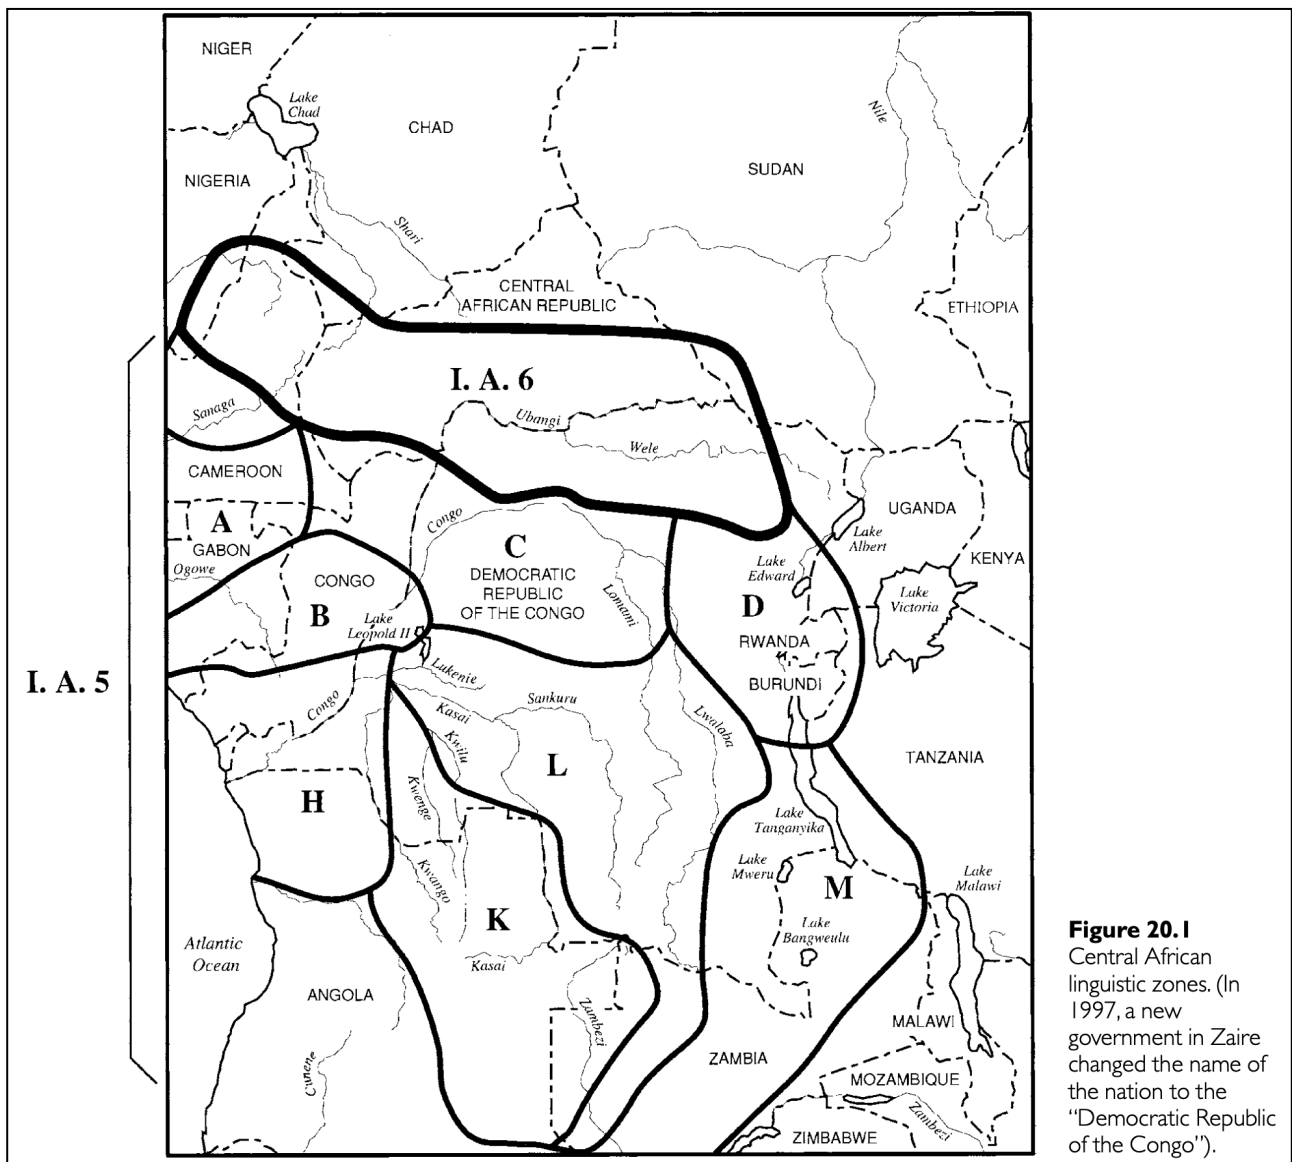 NIGER
Lake
Chad
CHAD
Nile
SUDAN
NIGERIA
Shari
CENTRAL
AFRICAN REPUBLIC
ETHIOPIA
I. A. 6
Sanaga
Ubangi
Wele
CAMEROON
UGANDA
A
Congo
Lake
Albert
GABON
C
KENYA
Ogowe
CONGO
DEMOCRATIC
REPUBLIC
OF THE CONGO
Lomami
Lake
Edward
D
Lake
Victoria
B
Lake
Leopold II
RWANDA
I. A. 5
Lukenie
BURUNDI
Congo
Kasai
Sankuru
Lwalaba
Kwilu
TANZANIA
L
H
Kwenge
Lake
Tanganyika
Lake
Mweru
M
Lake
Malawi
Kwango
K
Lake
Bangweulu
Atlantic
Ocean
Kasai
ANGOLA
Zambezi
MALAWI
Cunene
ZAMBIA
MOZAMBIQUE
Zambezi
ZIMBABWE
Figure 20.1
Central African
linguistic zones. (In
1997, a new
government in Zaire
changed the name of
the nation to the
“Democratic Republic
of the Congo”).